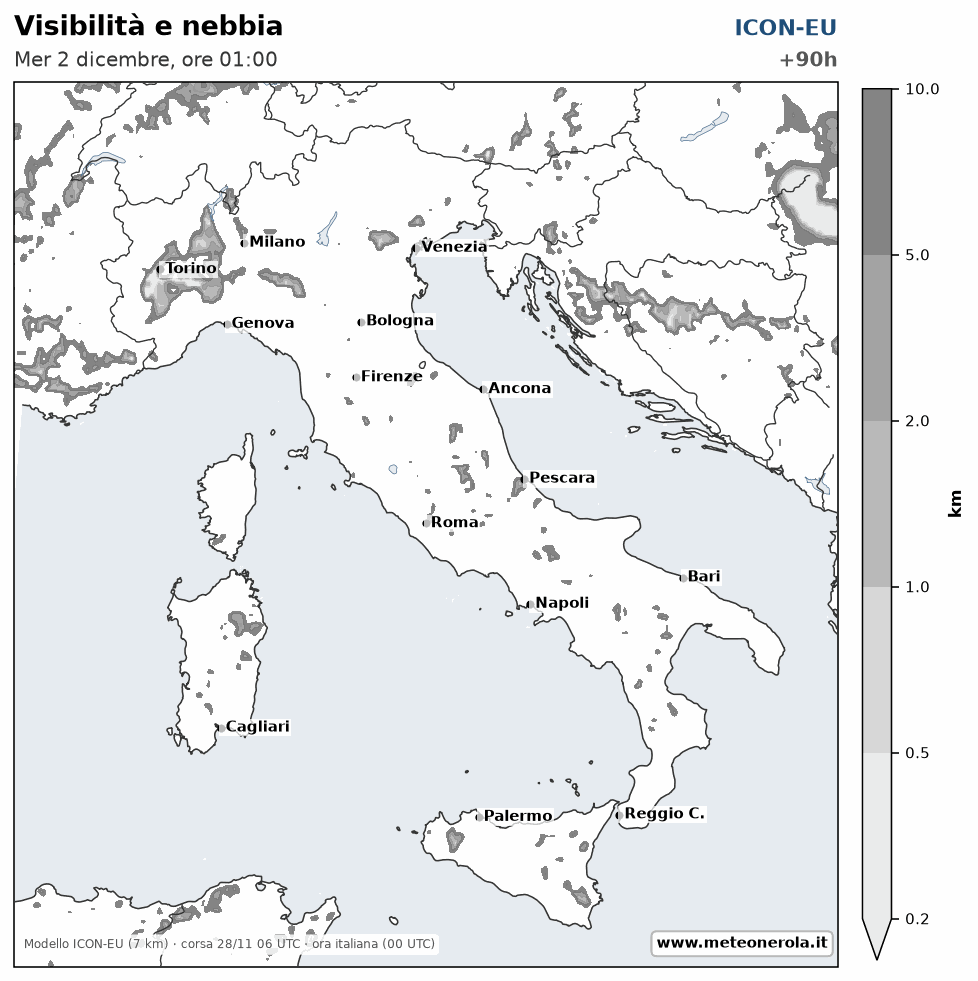 Visibilità e nebbia
ICON-EU
Mer 2 dicembre, ore 01:00
+90h
10.0
5.0
2.0
1.0
0.5
0.2
km
Milano
Venezia
Torino
Genova
Bologna
Firenze
Ancona
Pescara
Roma
Bari
Napoli
Cagliari
Palermo
Reggio C.
Modello ICON-EU (7 km) · corsa 28/11 06 UTC · ora italiana (00 UTC)
www.meteonerola.it